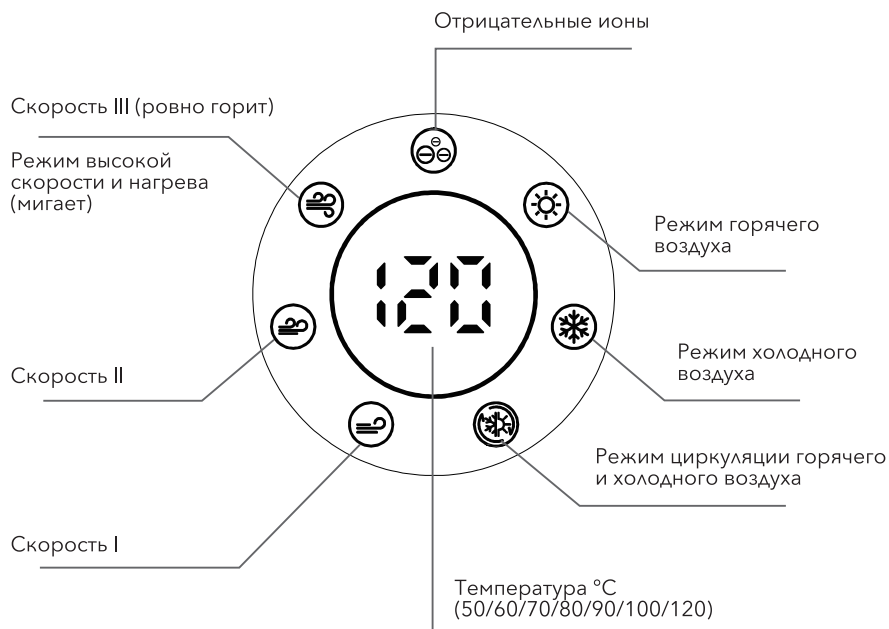 Отрицательные ионы
Скорость III (ровно горит)
Режим высокой
скорости и нагрева
(мигает)
Режим горячего
воздуха
120
Режим холодного
воздуха
Скорость II
Режим циркуляции горячего
и холодного воздуха
Скорость I
Температура °C
(50/60/70/80/90/100/120)